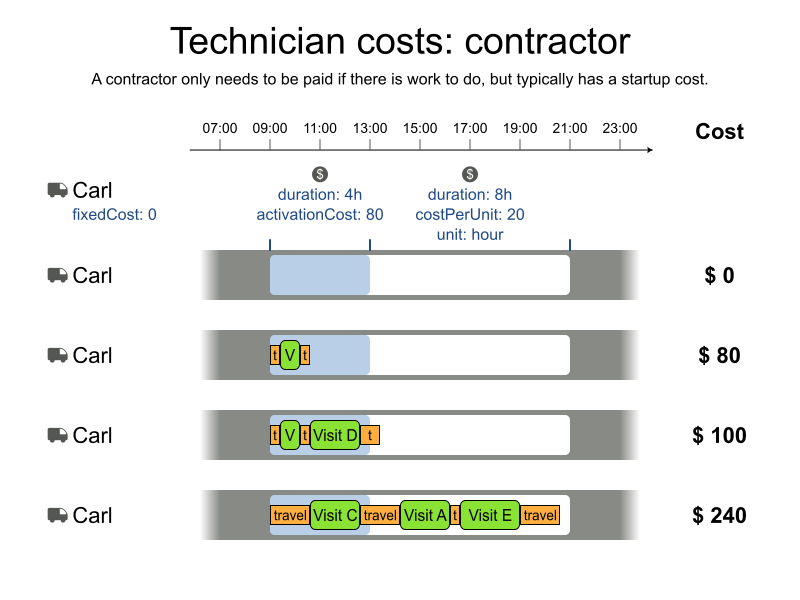 Technician costs: contractor
A contractor only needs to be paid if there is work to do, but typically has a startup cost.
07:00 09:00 11:00 13:00 15:00 17:00 19:00 21:00 23:00 Cost
$ $
Carl duration: 4h duration: 8h
fixedCost: 0 activationCost: 80 costPerUnit: 20
unit: hour
Carl $ 0
Carl t V t $ 80
Carl t V t Visit D t $ 100
Carl travel Visit C travel Visit A t Visit E travel $ 240